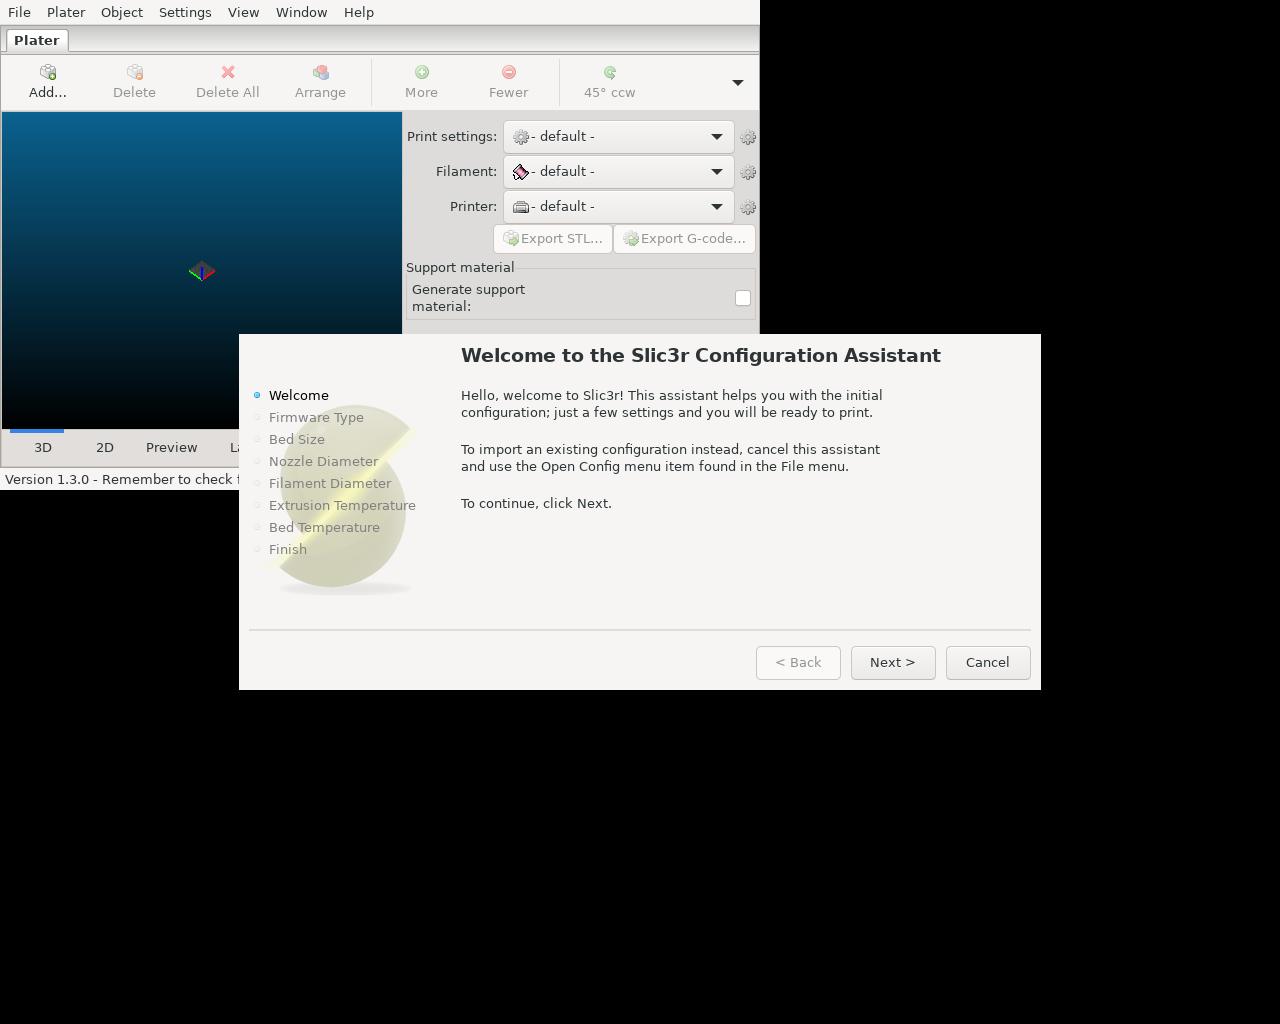 File Plater Object Settings View Window Help
Plater
Add... Delete Delete All Arrange More Fewer 45° ccw
Print settings: - default -
Filament: - default -
Printer: - default -
Export STL... Export G-code...
Support material
Generate support
material:
Welcome to the Slic3r Configuration Assistant
Welcome
Firmware Type
Bed Size
Nozzle Diameter
Filament Diameter
Extrusion Temperature
Bed Temperature
Finish
Hello, welcome to Slic3r! This assistant helps you with the initial
configuration; just a few settings and you will be ready to print.
To import an existing configuration instead, cancel this assistant
and use the Open Config menu item found in the File menu.
To continue, click Next.
< Back Next > Cancel
3D 2D Preview
Version 1.3.0 - Remember to check